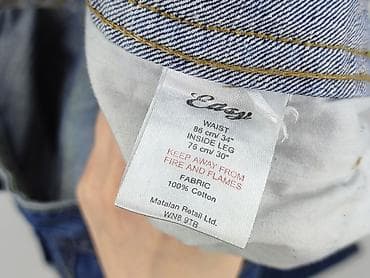 Easy
WAIST
86 cm/ 34"
INSIDE LEG
76 cm/ 30"
KEEP AWAY FROM
FIRE AND FLAMES
FABRIC
100% Cotton
Matalan Retail Ltd.
WN8 9TB